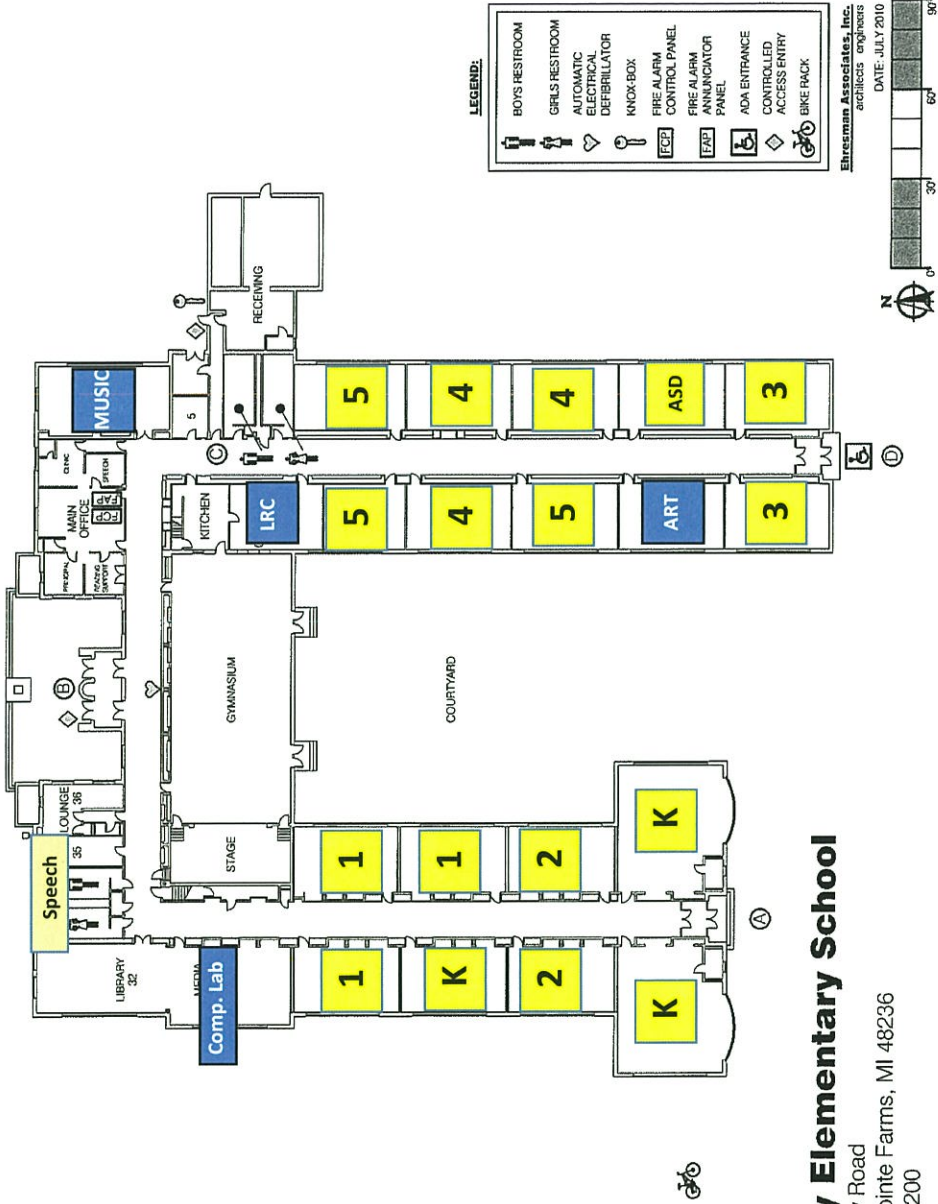 LEGEND:
BOYS RESTROOM
GIRLS RESTROOM
AUTOMATIC
ELECTRICAL
DEFIBRILLATOR
KNOX-BOX
FCP
FIRE ALARM
CONTROL PANEL
FAP
FIRE ALARM
ANNUNCIATOR
PANEL
ADA ENTRANCE
CONTROLLED
ACCESS ENTRY
BIKE RACK
Ehresman Associates, Inc.
architects engineers
DATE: JULY 2010
N
0'
30'
60'
90'
MUSIC
CLINIC
SPEECH
MAIN
OFFICE
PRINCIPAL
READING
SUPPORT
B
LOUNGE
36
35
Speech
LIBRARY
32
MEDIA
Comp. Lab
5
C
RECEIVING
KITCHEN
LRC
GYMNASIUM
STAGE
COURTYARD
5
4
4
ASD
3
5
4
5
ART
3
D
1
1
2
K
1
K
2
K
A
Elementary School
Road
ointe Farms, MI 48236
200